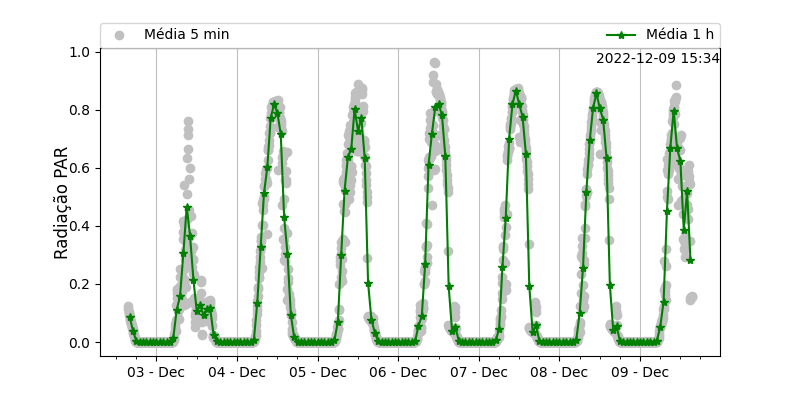 Média 5 min
Média 1 h
2022-12-09 15:34
Radiação PAR
1.0
0.8
0.6
0.4
0.2
0.0
03 - Dec
04 - Dec
05 - Dec
06 - Dec
07 - Dec
08 - Dec
09 - Dec